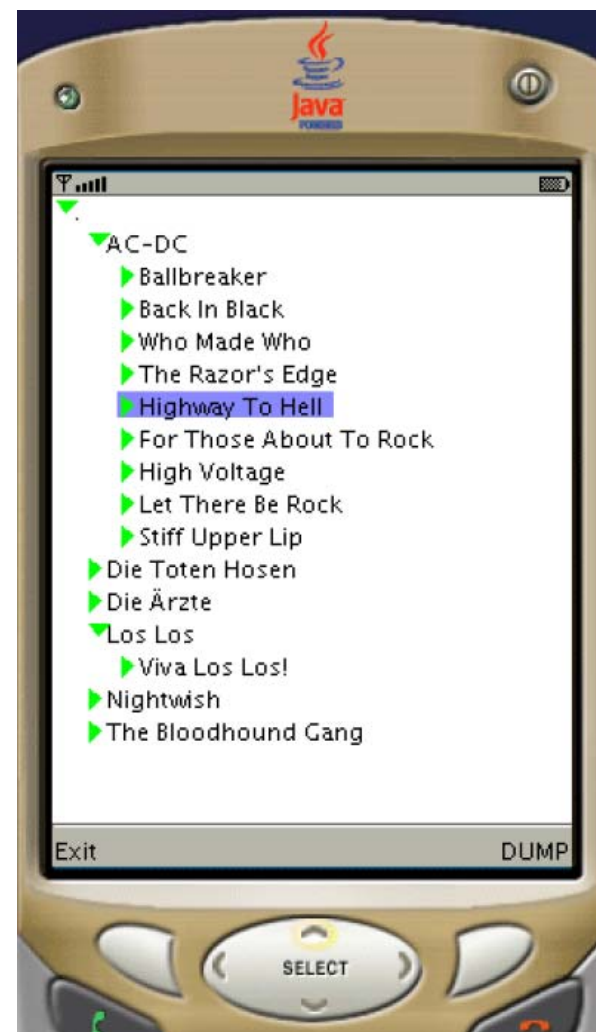 Java
POWERED
.
AC-DC
Ballbreaker
Back In Black
Who Made Who
The Razor's Edge
Highway To Hell
For Those About To Rock
High Voltage
Let There Be Rock
Stiff Upper Lip
Die Toten Hosen
Die Ärzte
Los Los
Viva Los Los!
Nightwish
The Bloodhound Gang
Exit DUMP
SELECT